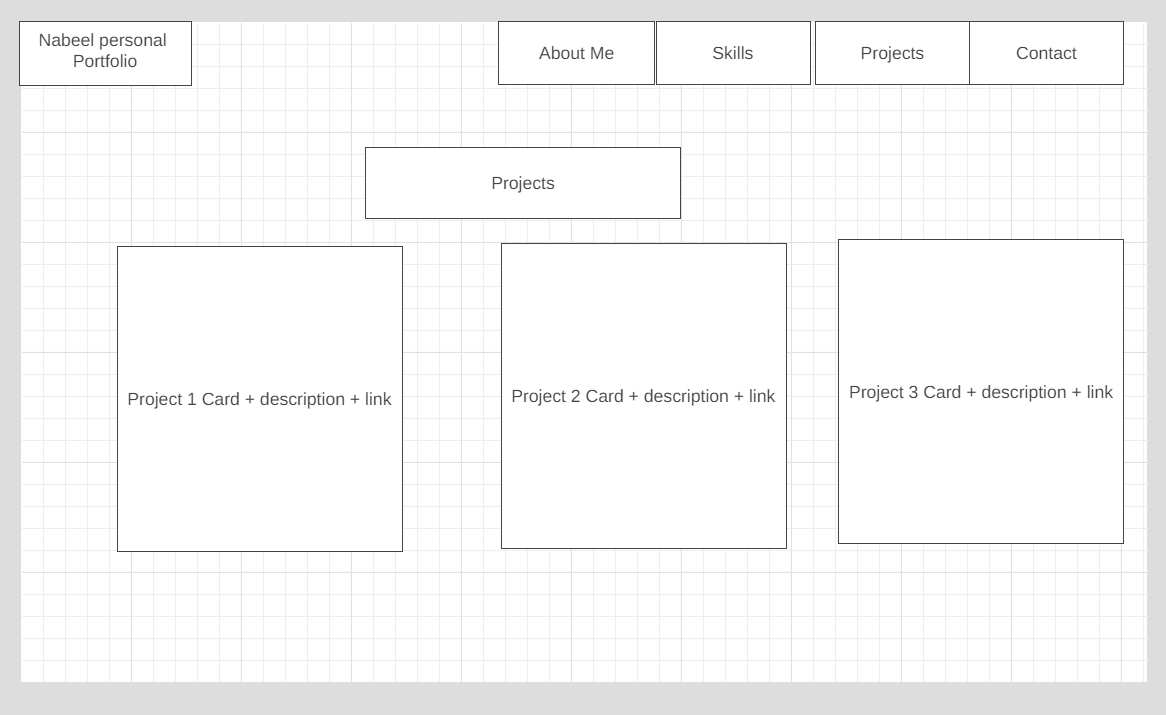 Nabeel personal
Portfolio
About Me
Skills
Projects
Contact
Projects
Project 1 Card + description + link
Project 2 Card + description + link
Project 3 Card + description + link